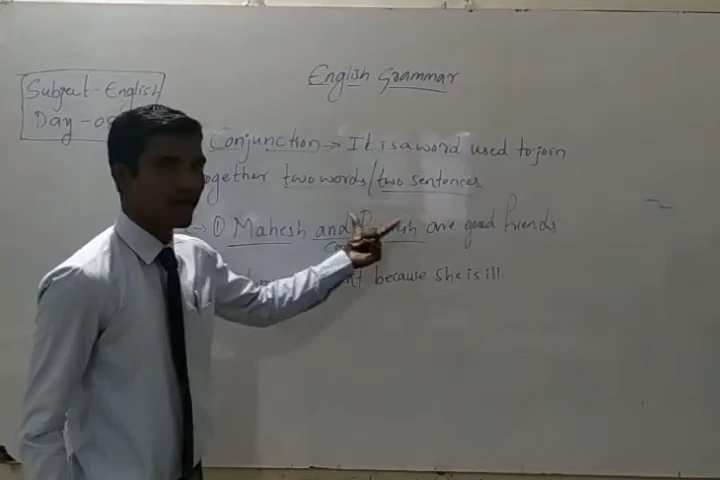 English Grammar
Subject - English
Day - 
Conjunction → It is a word used to join
together two words/two sentences.
→ ① Mahesh and are good friends
because she is ill.